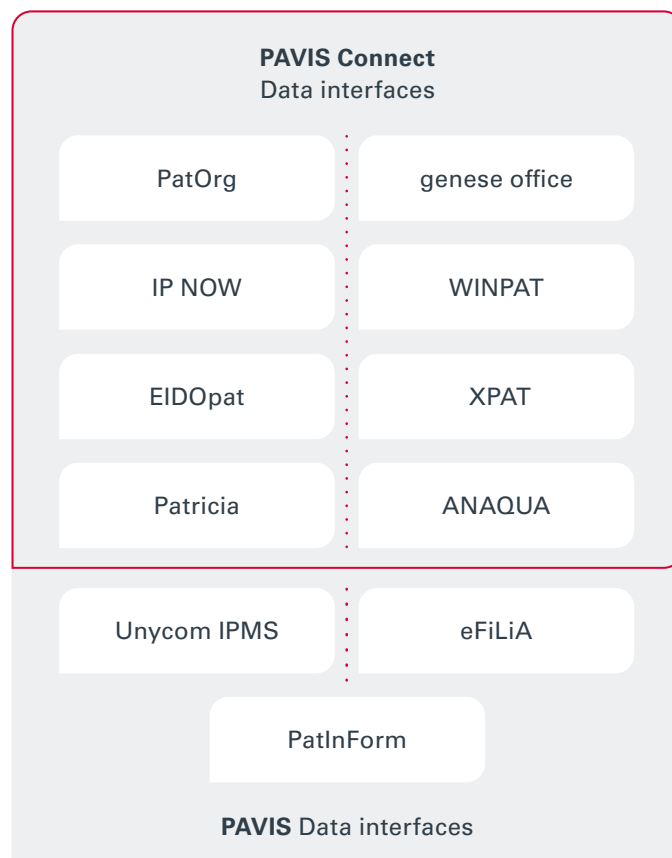 PAVIS Connect
Data interfaces
PatOrg
genese office
IP NOW
WINPAT
EIDOpat
XPAT
Patricia
ANAQUA
Unycom IPMS
eFiLiA
PatInForm
PAVIS Data interfaces